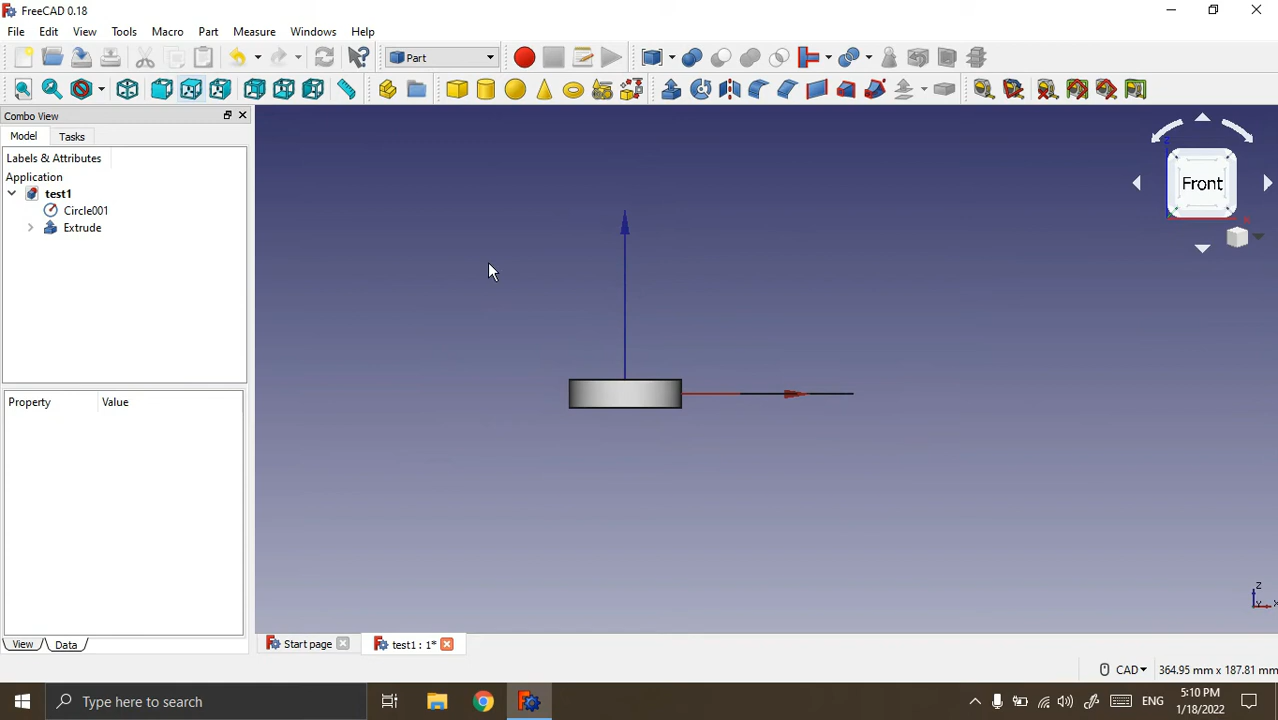 FreeCAD 0.18
File Edit View Tools Macro Part Measure Windows Help
Part
Combo View
Model Tasks
Labels & Attributes
Application
test1
Circle001
Extrude
Property Value
View Data
Front
Z
X
Start page test1 : 1*
CAD 364.95 mm x 187.81 mm
Type here to search
ENG
5:10 PM
1/18/2022